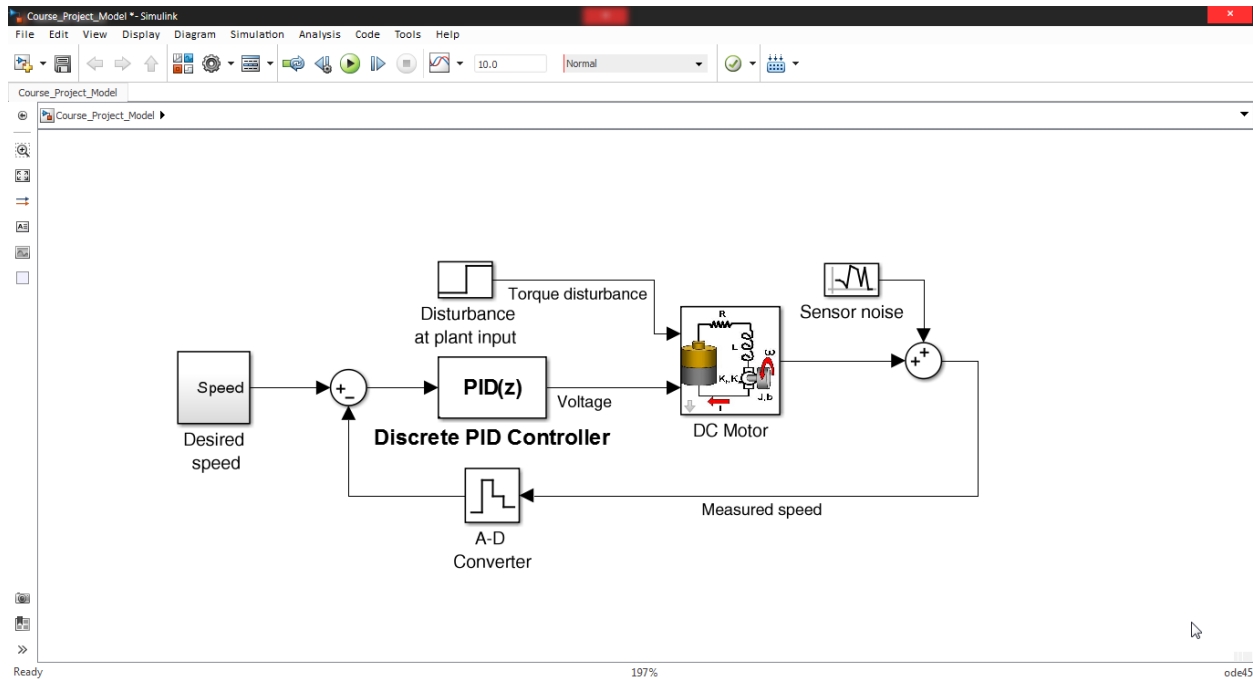 Course_Project_Model *- Simulink
File Edit View Display Diagram Simulation Analysis Code Tools Help
10.0 Normal
Course_Project_Model
Course_Project_Model
Torque disturbance
Disturbance
at plant input
Sensor noise
R
L
J,b
DC Motor
Speed
Desired
speed
PID(z)
Voltage
Discrete PID Controller
Measured speed
A-D
Converter
Ready 197% ode45